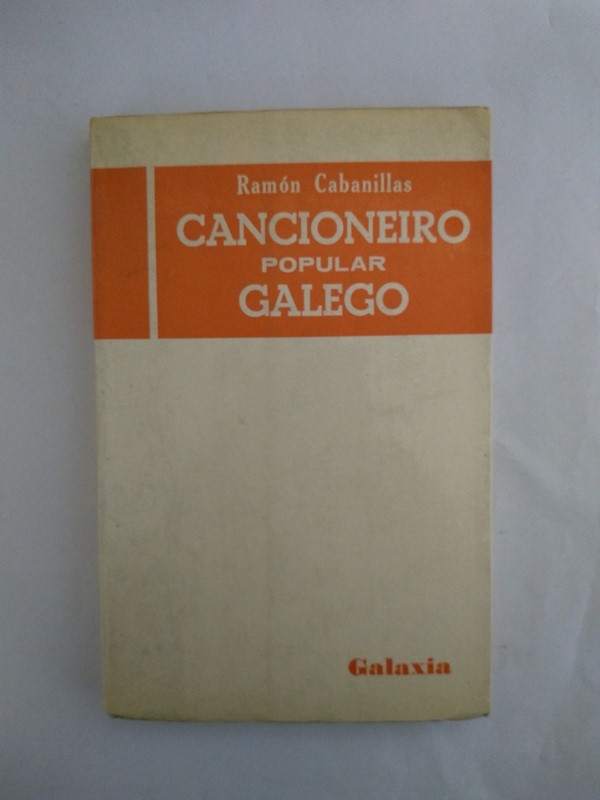 Ramón Cabanillas
CANCIONEIRO
POPULAR
GALEGO
Galaxia